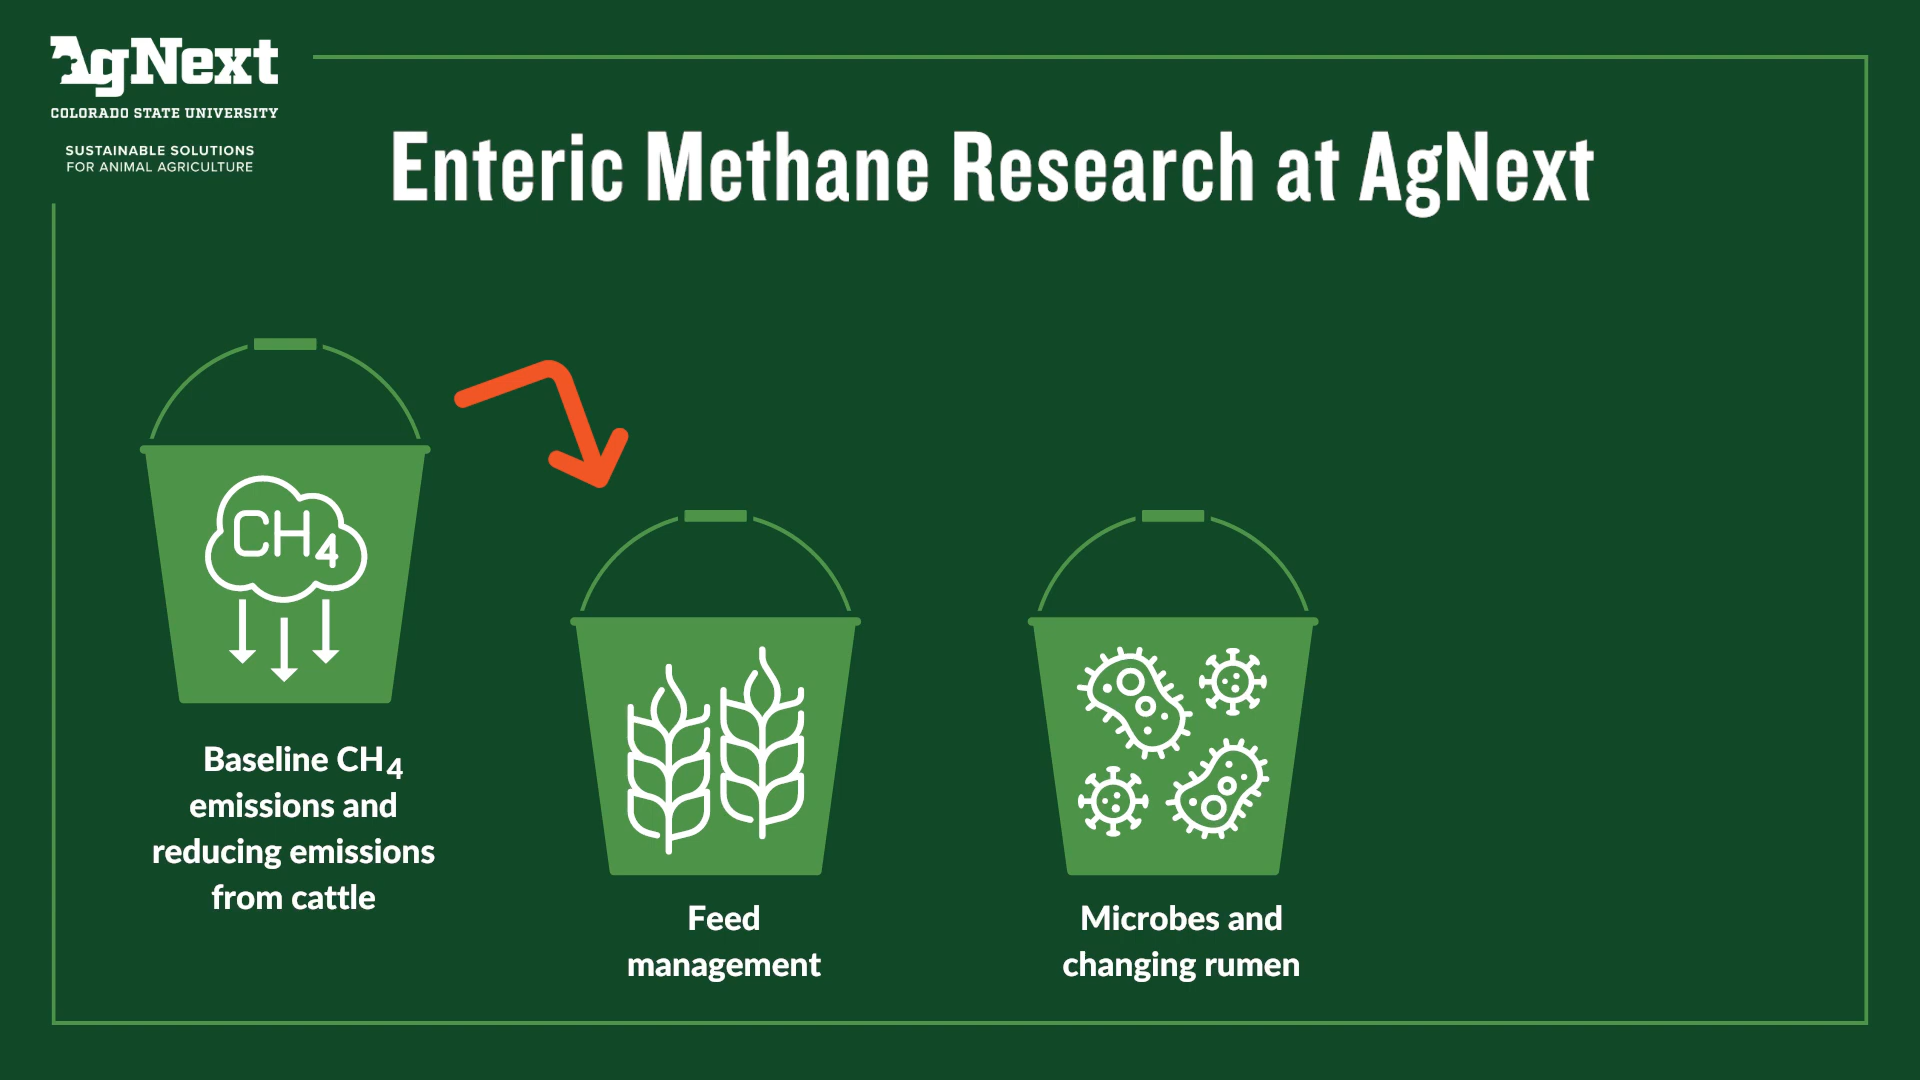 AgNext
COLORADO STATE UNIVERSITY
SUSTAINABLE SOLUTIONS
FOR ANIMAL AGRICULTURE
Enteric Methane Research at AgNext
CH₄
Baseline CH₄
emissions and
reducing emissions
from cattle
Feed
management
Microbes and
changing rumen